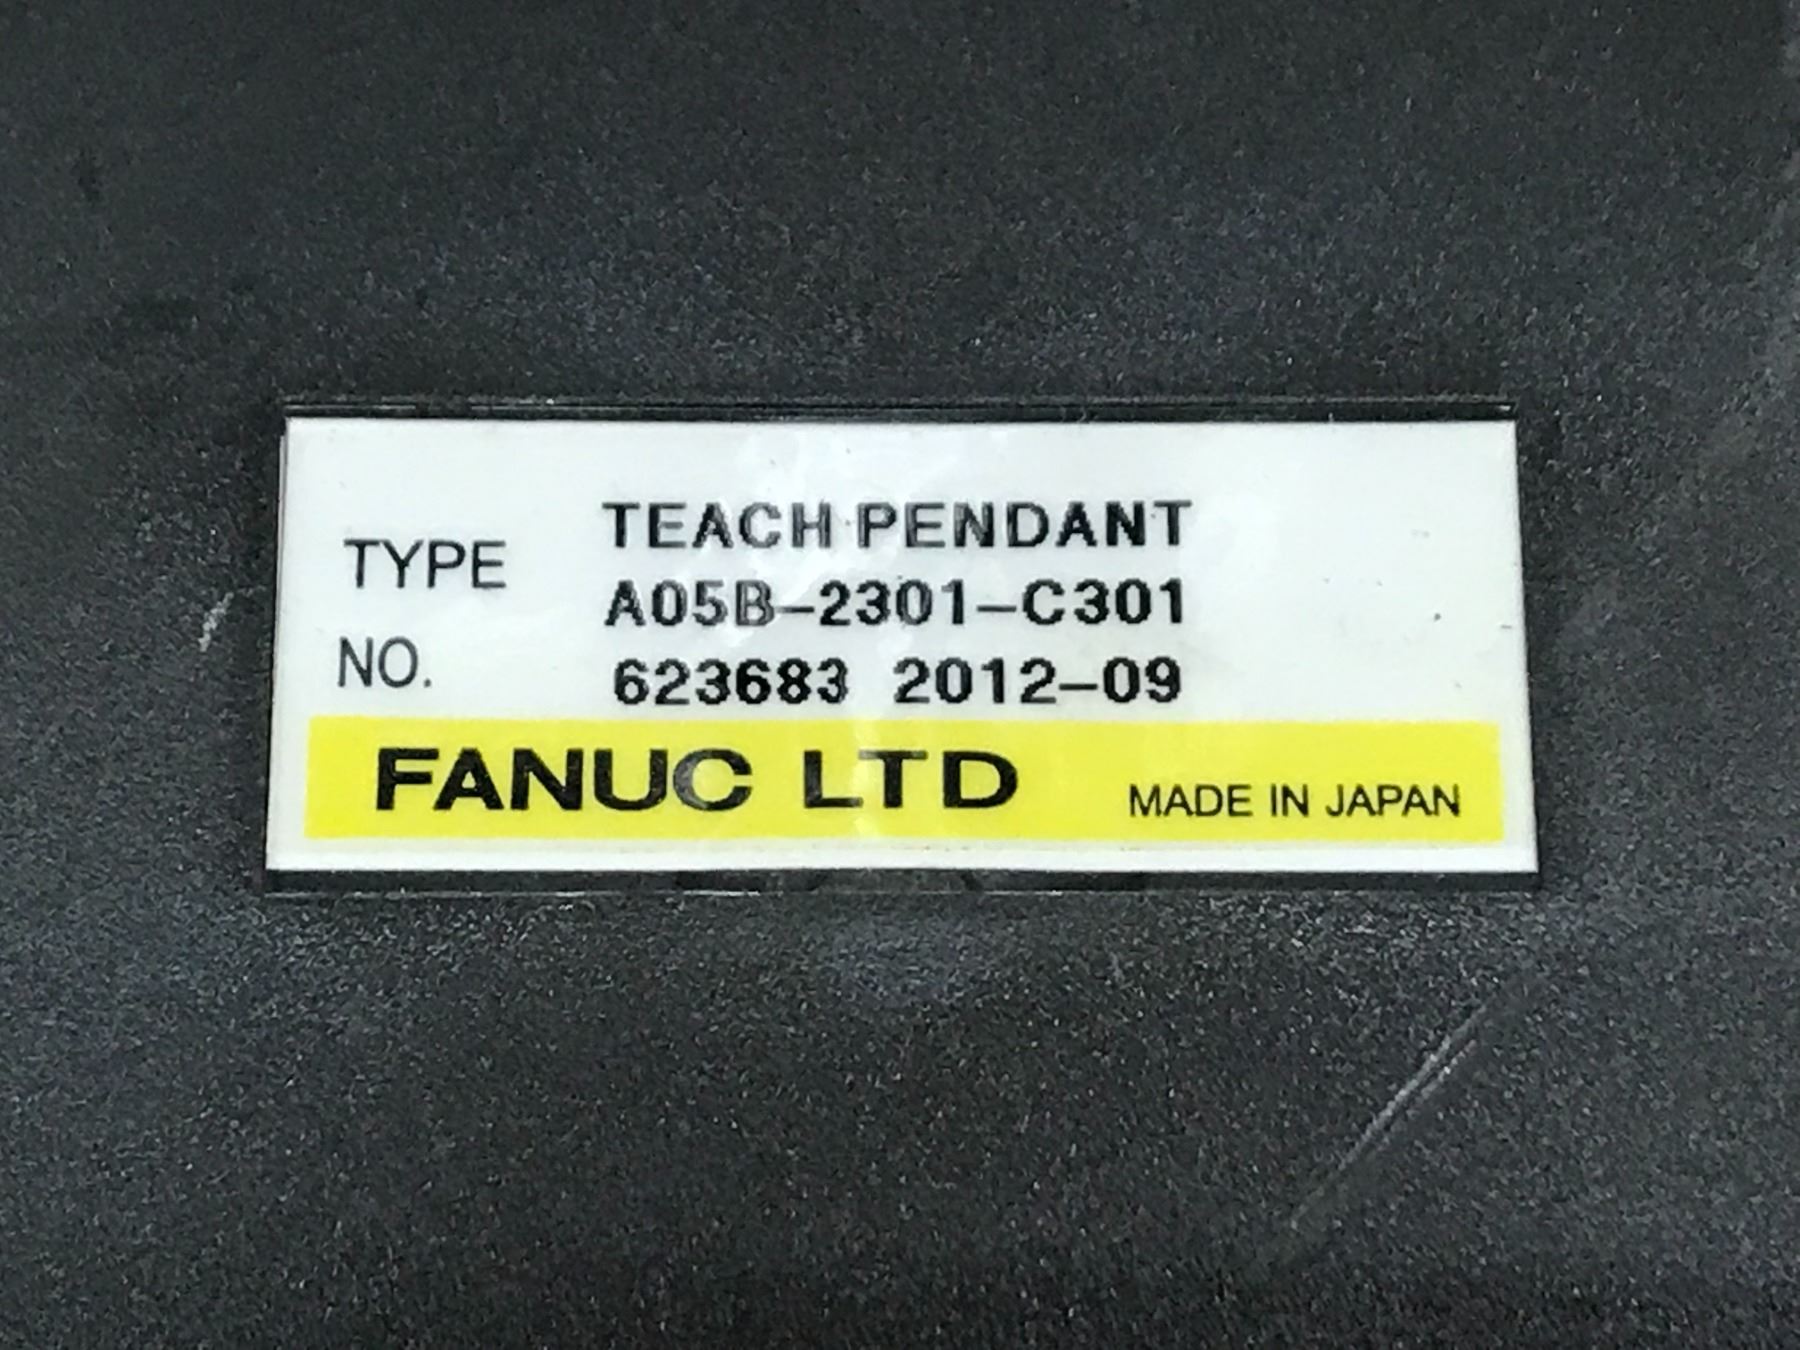 TYPE TEACH PENDANT
A05B-2301-C301
NO. 623683 2012-09
FANUC LTD MADE IN JAPAN